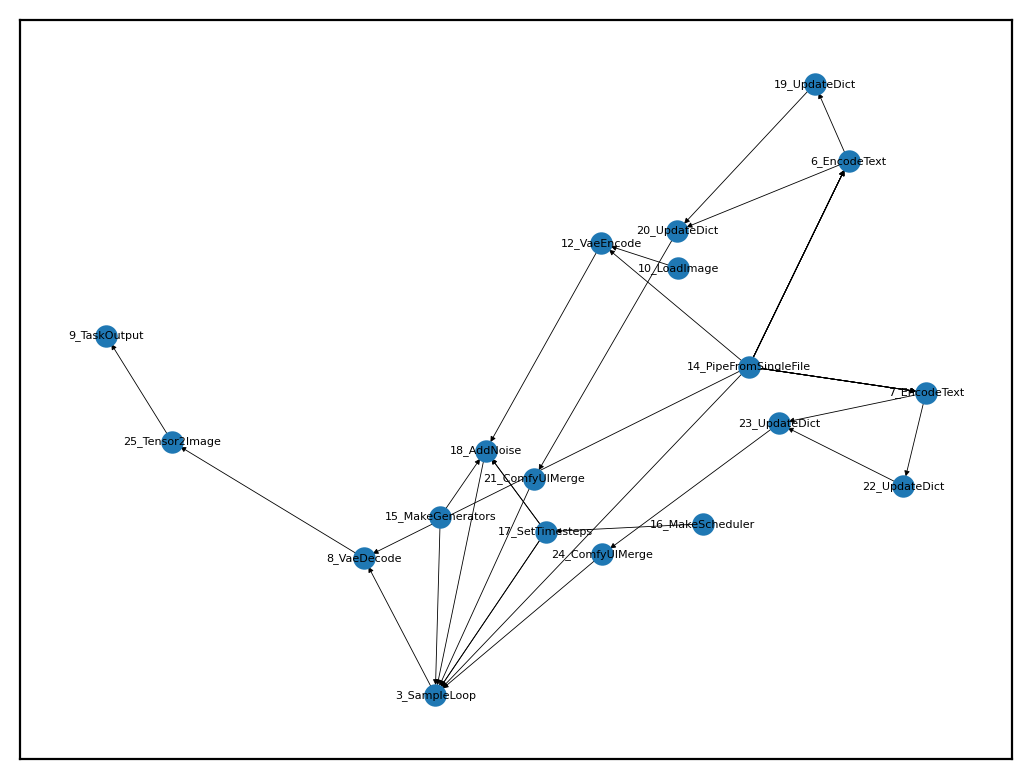 19_UpdateDict
6_EncodeText
20_UpdateDict
12_VaeEncode
10_LoadImage
9_TaskOutput
14_PipeFromSingleFile
7_EncodeText
23_UpdateDict
25_Tensor2Image
18_AddNoise
21_ComfyUIMerge
22_UpdateDict
15_MakeGenerators
16_MakeScheduler
17_SetTimesteps
24_ComfyUIMerge
8_VaeDecode
3_SampleLoop